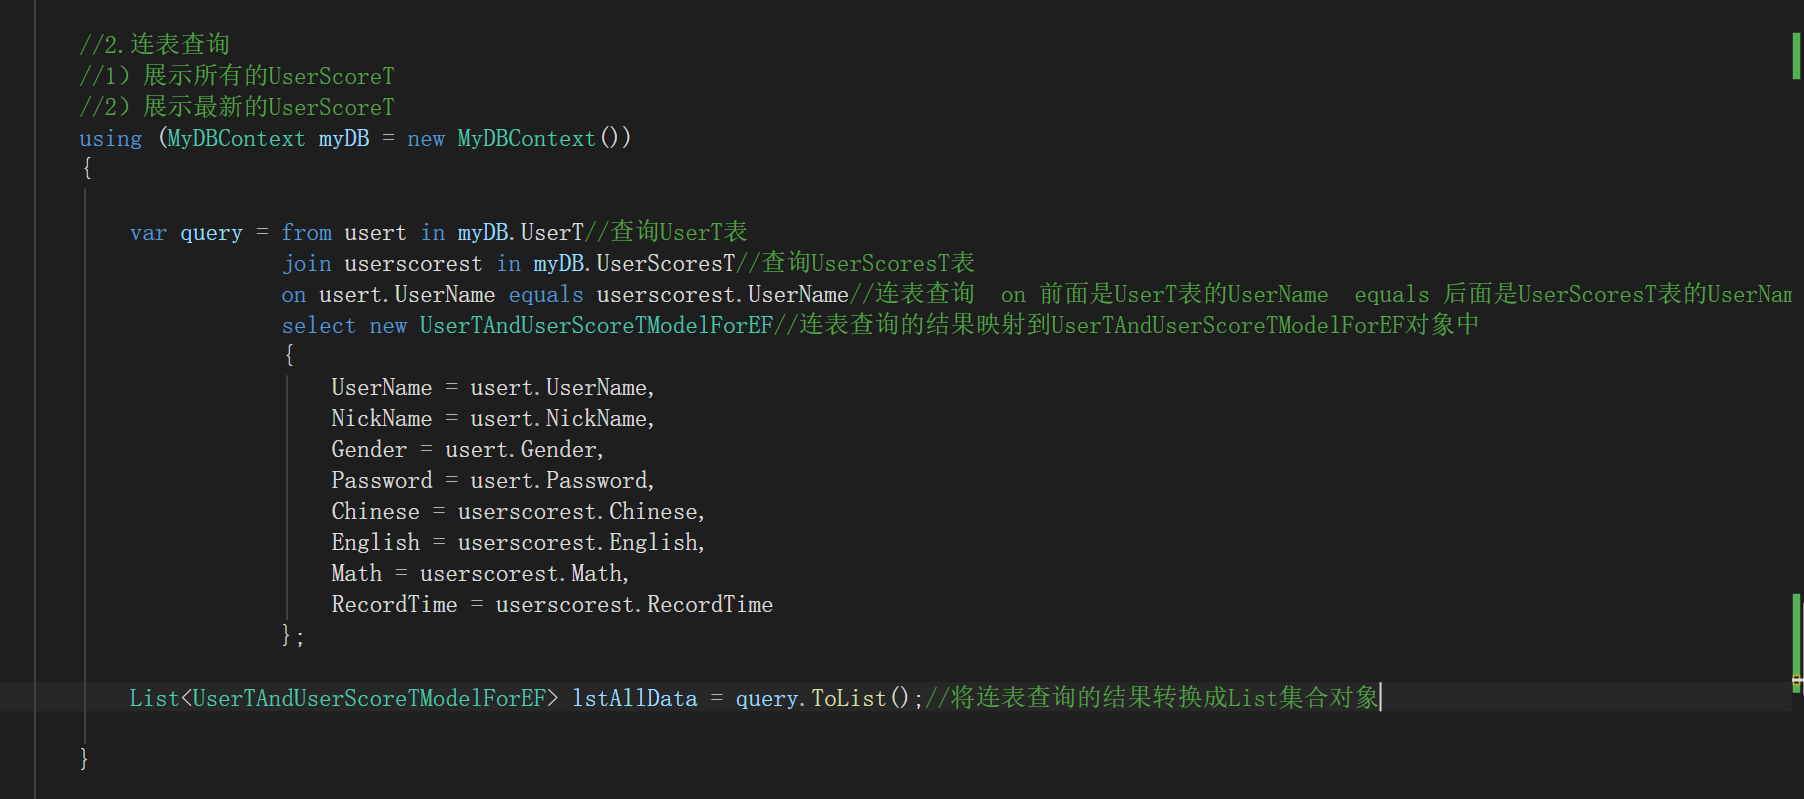 //2.连表查询
//1）展示所有的UserScoreT
//2）展示最新的UserScoreT
using (MyDBContext myDB = new MyDBContext())
{
var query = from usert in myDB.UserT//查询UserT表
join userscorest in myDB.UserScoresT//查询UserScoresT表
on usert.UserName equals userscorest.UserName//连表查询  on 前面是UserT表的UserName  equals 后面是UserScoresT表的UserNam
select new UserTAndUserScoreTModelForEF//连表查询的结果映射到UserTAndUserScoreTModelForEF对象中
{
UserName = usert.UserName,
NickName = usert.NickName,
Gender = usert.Gender,
Password = usert.Password,
Chinese = userscorest.Chinese,
English = userscorest.English,
Math = userscorest.Math,
RecordTime = userscorest.RecordTime
};
List<UserTAndUserScoreTModelForEF> lstAllData = query.ToList();//将连表查询的结果转换成List集合对象
}